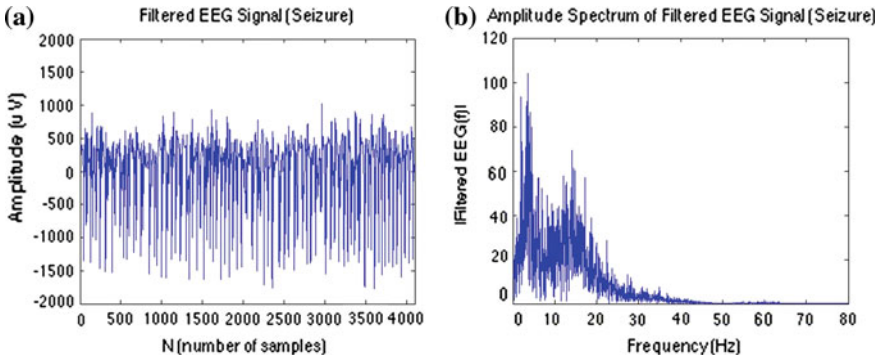 (a)
Filtered EEG Signal (Seizure)
2000
1500
1000
500
0
-500
-1000
-1500
-2000
Amplitude (u V)
0 500 1000 1500 2000 2500 3000 3500 4000
N (number of samples)
(b)
Amplitude Spectrum of Filtered EEG Signal (Seizure)
120
100
80
60
40
20
0
|Filtered EEG(f)|
0 10 20 30 40 50 60 70 80
Frequency (Hz)